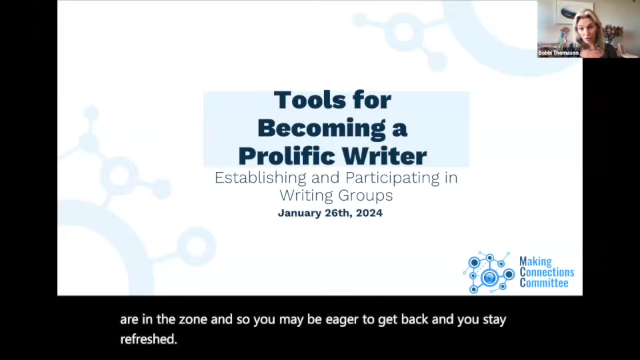 Bobbi Thomason
Tools for
Becoming a
Prolific Writer
Establishing and Participating in
Writing Groups
January 26th, 2024
Making
Connections
Committee
are in the zone and so you may be eager to get back and you stay
refreshed.